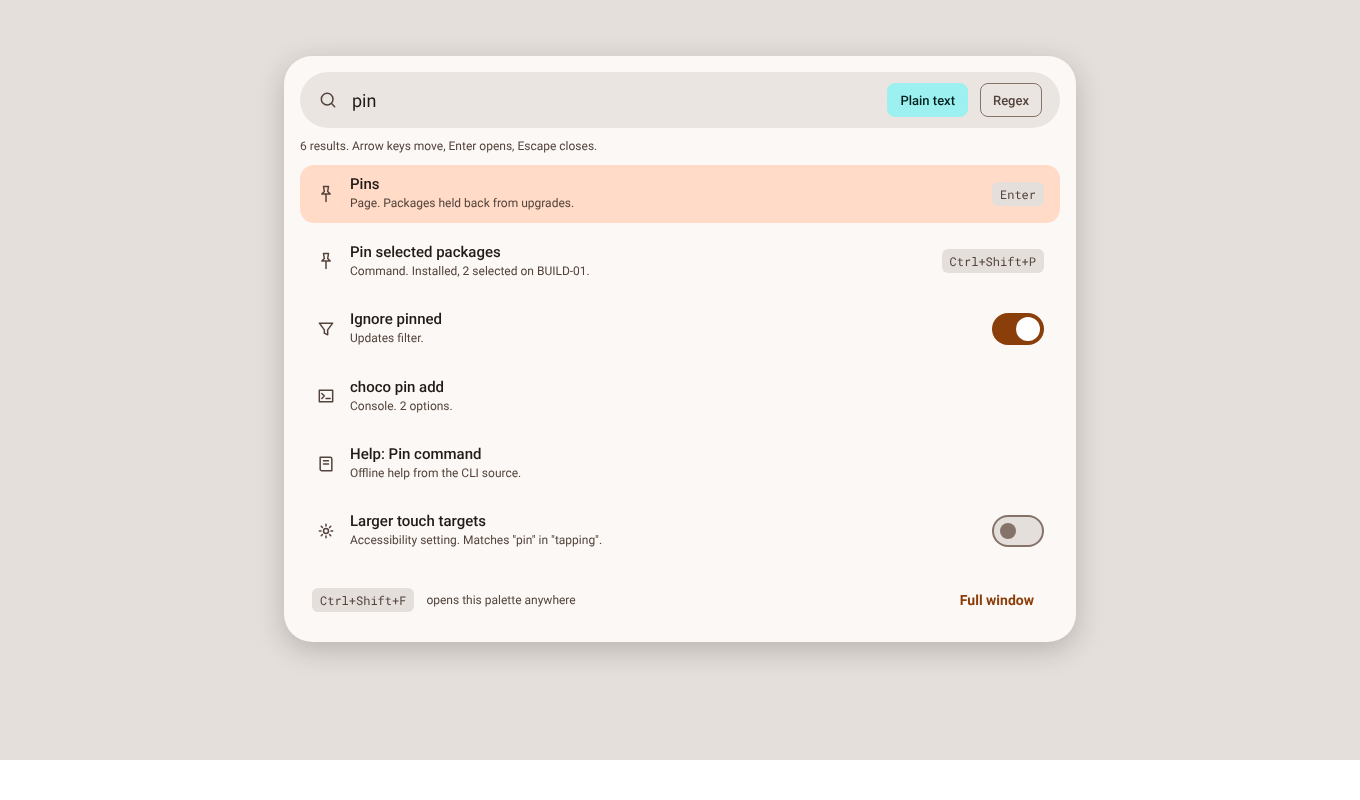 pin
Plain text
Regex
6 results. Arrow keys move, Enter opens, Escape closes.
Pins
Page. Packages held back from upgrades.
Enter
Pin selected packages
Command. Installed, 2 selected on BUILD-01.
Ctrl+Shift+P
Ignore pinned
Updates filter.
choco pin add
Console. 2 options.
Help: Pin command
Offline help from the CLI source.
Larger touch targets
Accessibility setting. Matches "pin" in "tapping".
Ctrl+Shift+F opens this palette anywhere
Full window